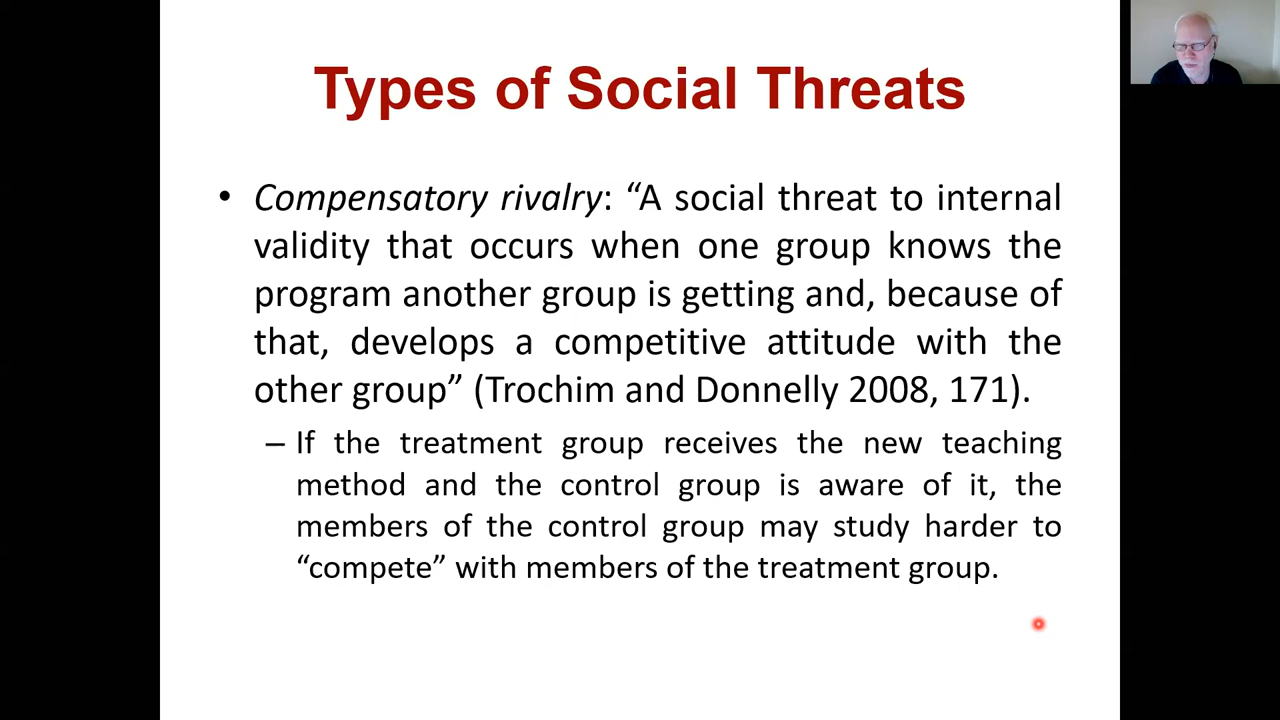 Types of Social Threats
• Compensatory rivalry: “A social threat to internal
validity that occurs when one group knows the
program another group is getting and, because of
that, develops a competitive attitude with the
other group” (Trochim and Donnelly 2008, 171).
– If the treatment group receives the new teaching
method and the control group is aware of it, the
members of the control group may study harder to
“compete” with members of the treatment group.